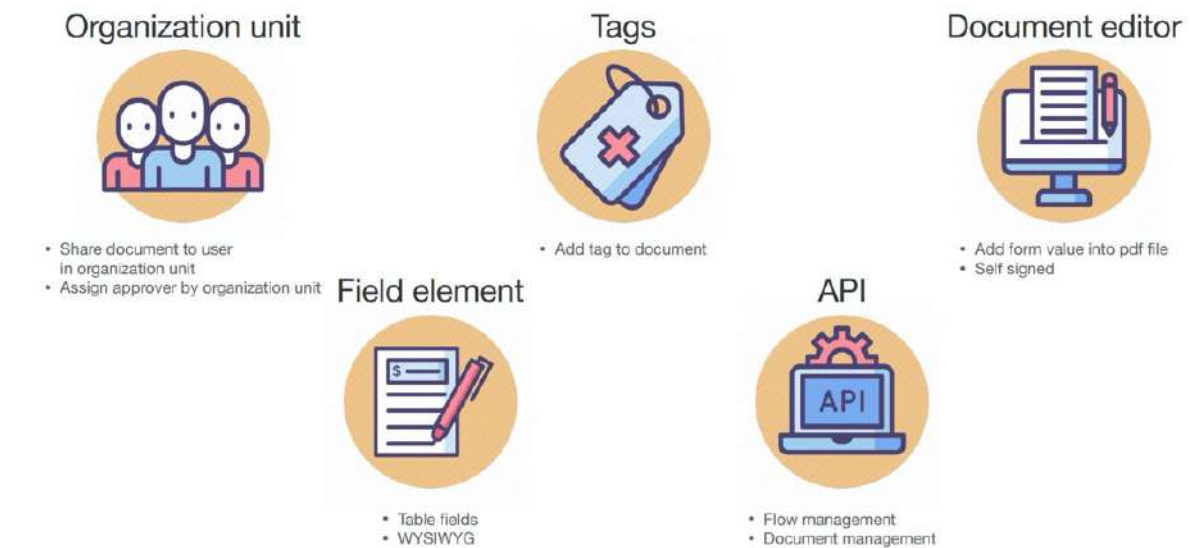 Organization unit
• Share document to user
in organization unit
• Assign approver by organization unit
Tags
• Add tag to document
Document editor
• Add form value into pdf file
• Self signed
Field element
$
• Table fields
• WYSIWYG
API
API
• Flow management
• Document management